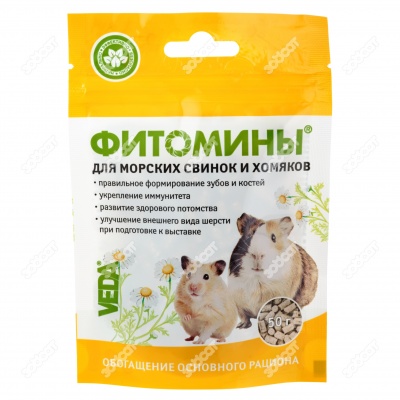 ФИТОМИНЫ®
ДЛЯ МОРСКИХ СВИНОК И ХОМЯКОВ
• правильное формирование зубов и костей
• укрепление иммунитета
• развитие здорового потомства
• улучшение внешнего вида шерсти
при подготовке к выставке
VEDA
50 г
ОБОГАЩЕНИЕ ОСНОВНОГО РАЦИОНА